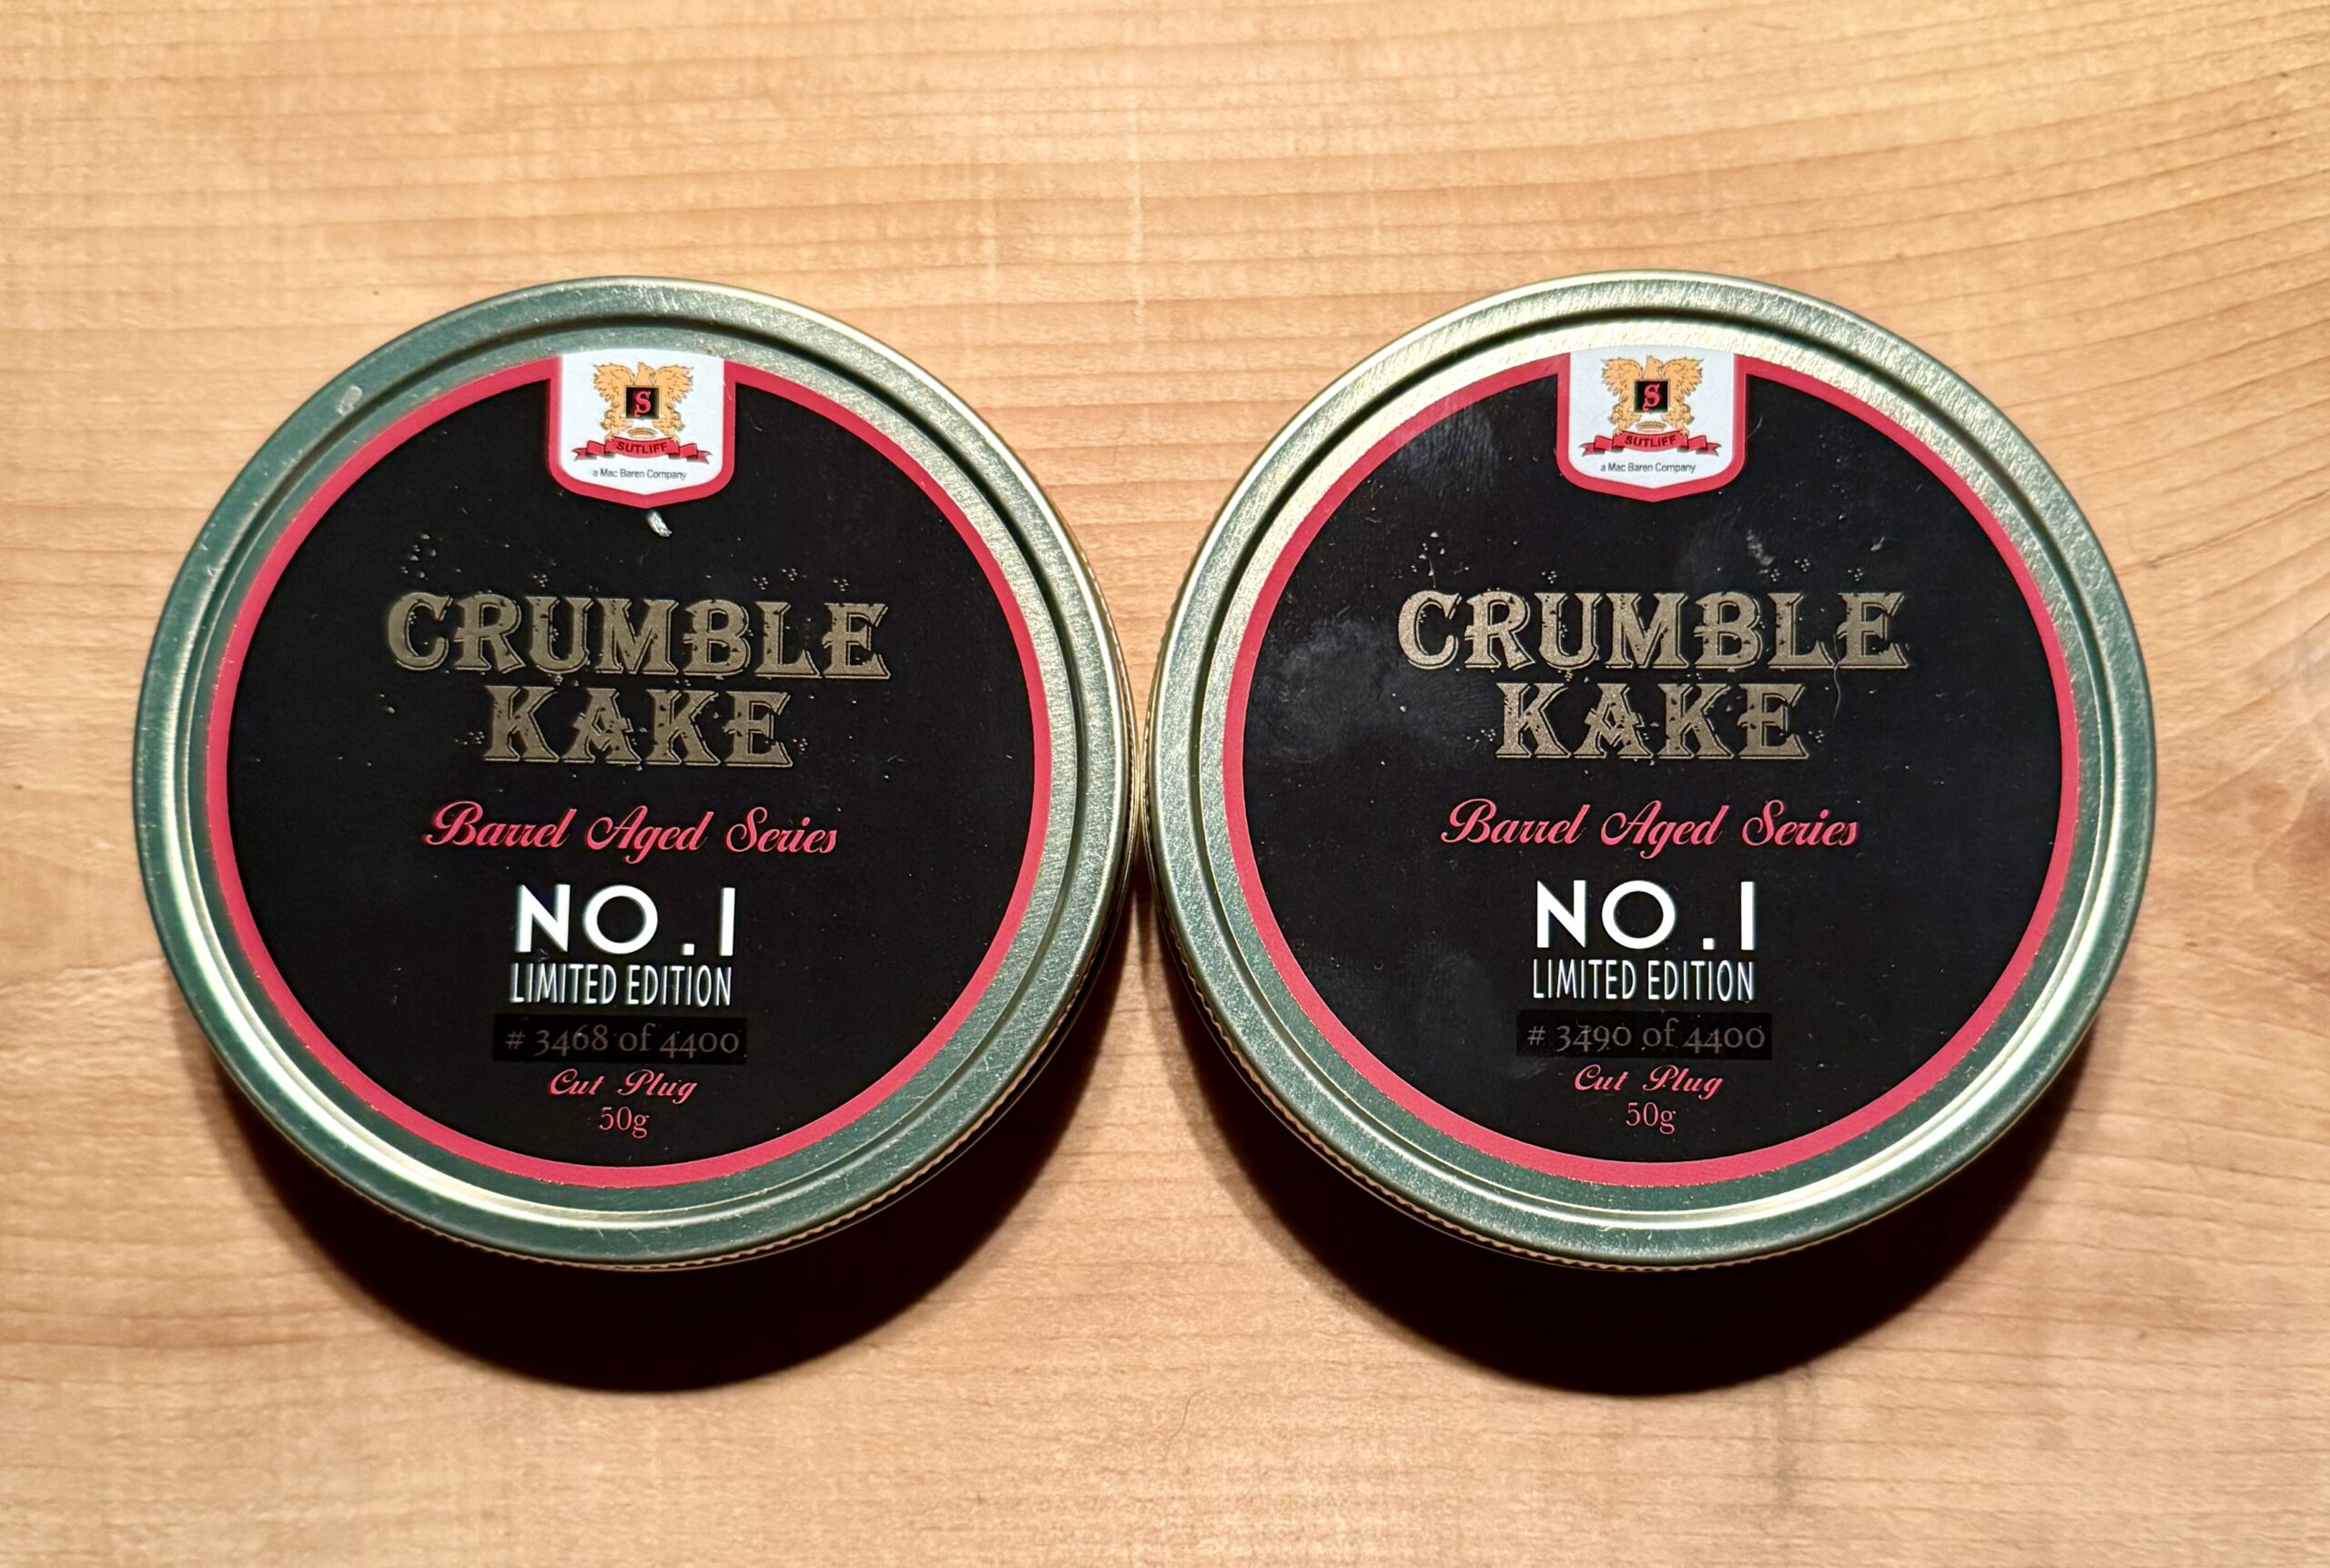 S
SUTLIFF
a Mac Baren Company
CRUMBLE
KAKE
Barrel Aged Series
NO.1
LIMITED EDITION
# 3468 of 4400
Cut Plug
50g
S
SUTLIFF
a Mac Baren Company
CRUMBLE
KAKE
Barrel Aged Series
NO.1
LIMITED EDITION
# 3490 of 4400
Cut Plug
50g